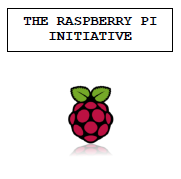 THE RASPBERRY PI
INITIATIVE